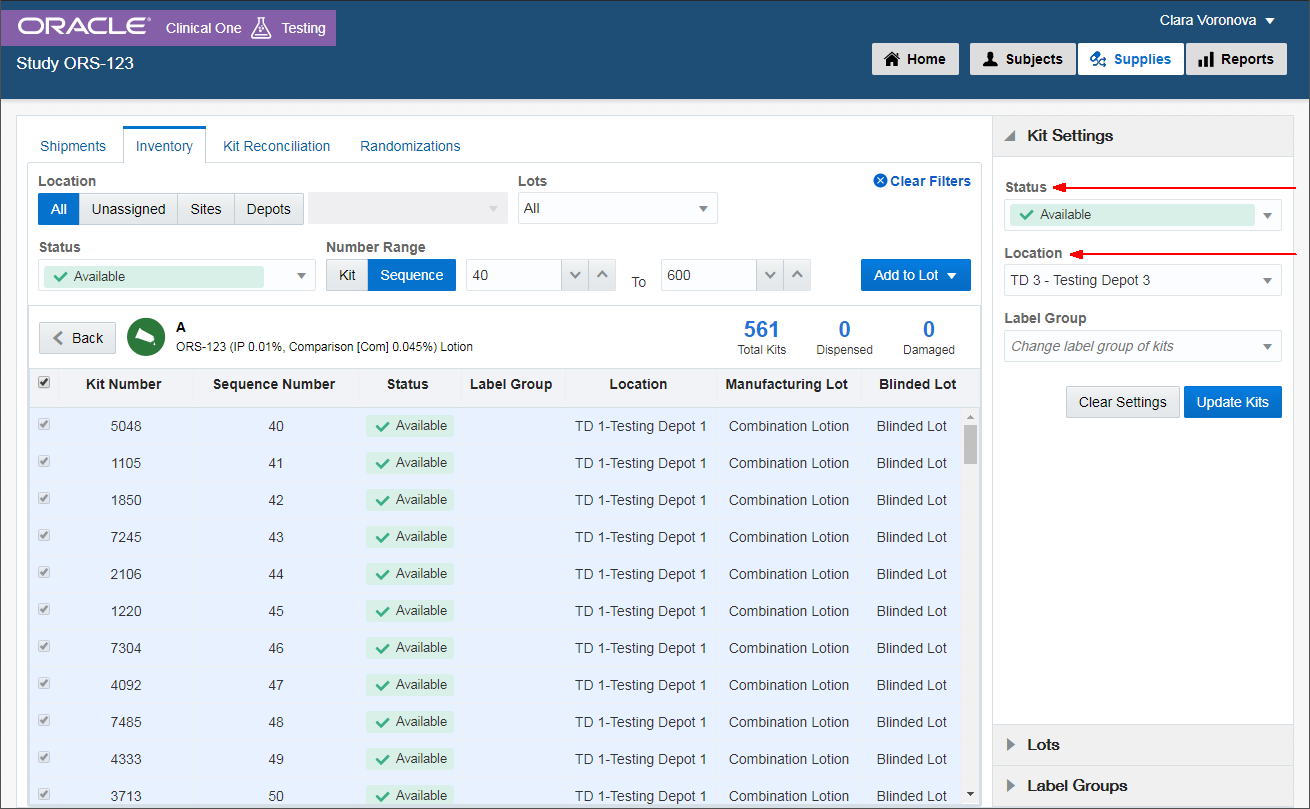 ORACLE® Clinical One Testing
Clara Voronova
Study ORS-123
Home Subjects Supplies Reports
Shipments Inventory Kit Reconciliation Randomizations
Location Lots Clear Filters
All Unassigned Sites Depots All
Status Number Range
Available Kit Sequence 40 To 600 Add to Lot
Back
A
ORS-123 (IP 0.01%, Comparison [Com] 0.045%) Lotion
561 0 0
Total Kits Dispensed Damaged
Kit Number Sequence Number Status Label Group Location Manufacturing Lot Blinded Lot
5048 40 Available TD 1-Testing Depot 1 Combination Lotion Blinded Lot
1105 41 Available TD 1-Testing Depot 1 Combination Lotion Blinded Lot
1850 42 Available TD 1-Testing Depot 1 Combination Lotion Blinded Lot
7245 43 Available TD 1-Testing Depot 1 Combination Lotion Blinded Lot
2106 44 Available TD 1-Testing Depot 1 Combination Lotion Blinded Lot
1220 45 Available TD 1-Testing Depot 1 Combination Lotion Blinded Lot
7304 46 Available TD 1-Testing Depot 1 Combination Lotion Blinded Lot
4092 47 Available TD 1-Testing Depot 1 Combination Lotion Blinded Lot
7485 48 Available TD 1-Testing Depot 1 Combination Lotion Blinded Lot
4333 49 Available TD 1-Testing Depot 1 Combination Lotion Blinded Lot
3713 50 Available TD 1-Testing Depot 1 Combination Lotion Blinded Lot
Kit Settings
Status
Available
Location
TD 3 - Testing Depot 3
Label Group
Change label group of kits
Clear Settings Update Kits
Lots
Label Groups